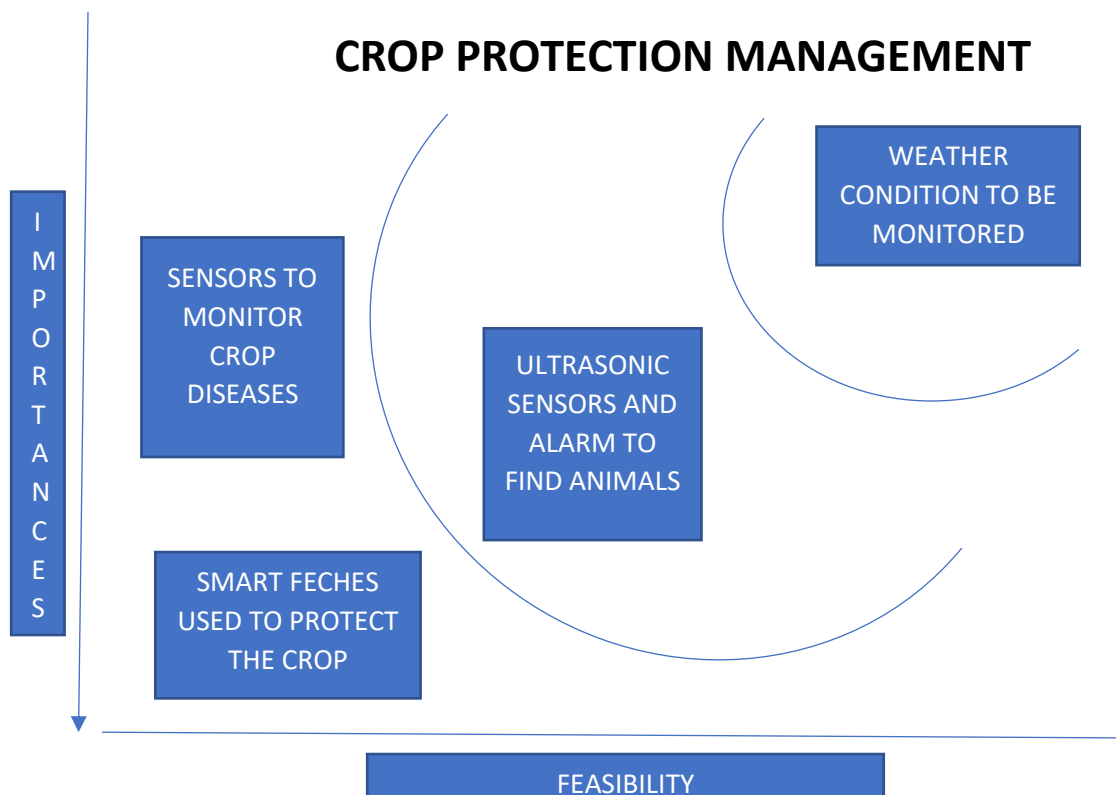 CROP PROTECTION MANAGEMENT
WEATHER
CONDITION TO BE
MONITORED
I
M
P
O
R
T
A
N
C
E
S
SENSORS TO
MONITOR
CROP
DISEASES
ULTRASONIC
SENSORS AND
ALARM TO
FIND ANIMALS
SMART FECHES
USED TO PROTECT
THE CROP
FEASIBILITY